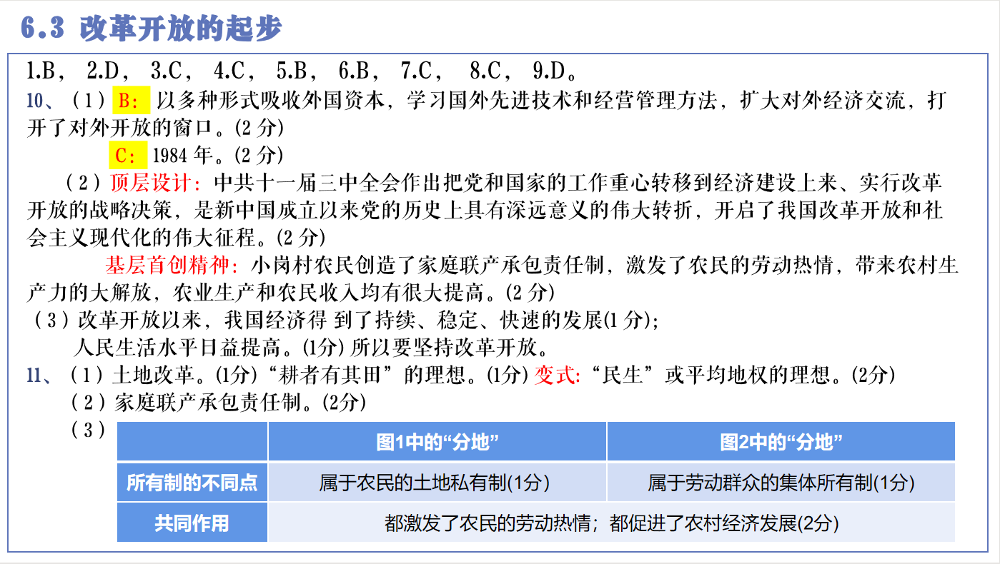 6.3 改革开放的起步
1.B， 2.D， 3.C， 4.C， 5.B， 6.B， 7.C， 8.C， 9.D。
10、（1）B：以多种形式吸收外国资本，学习国外先进技术和经营管理方法，扩大对外经济交流，打
开了对外开放的窗口。(2 分)
C：1984 年。(2 分)
（2）顶层设计：中共十一届三中全会作出把党和国家的工作重心转移到经济建设上来、实行改革
开放的战略决策，是新中国成立以来党的历史上具有深远意义的伟大转折，开启了我国改革开放和社
会主义现代化的伟大征程。(2 分)
基层首创精神：小岗村农民创造了家庭联产承包责任制，激发了农民的劳动热情，带来农村生
产力的大解放，农业生产和农民收入均有很大提高。(2 分)
（3）改革开放以来，我国经济得 到了持续、稳定、快速的发展(1 分)；
人民生活水平日益提高。(1分) 所以要坚持改革开放。
11、（1）土地改革。(1分)“耕者有其田”的理想。(1分) 变式:“民生”或平均地权的理想。(2分)
（2）家庭联产承包责任制。(2分)
（3）
图1中的“分地” 图2中的“分地”
所有制的不同点 属于农民的土地私有制(1分） 属于劳动群众的集体所有制(1分)
共同作用 都激发了农民的劳动热情；都促进了农村经济发展(2分)